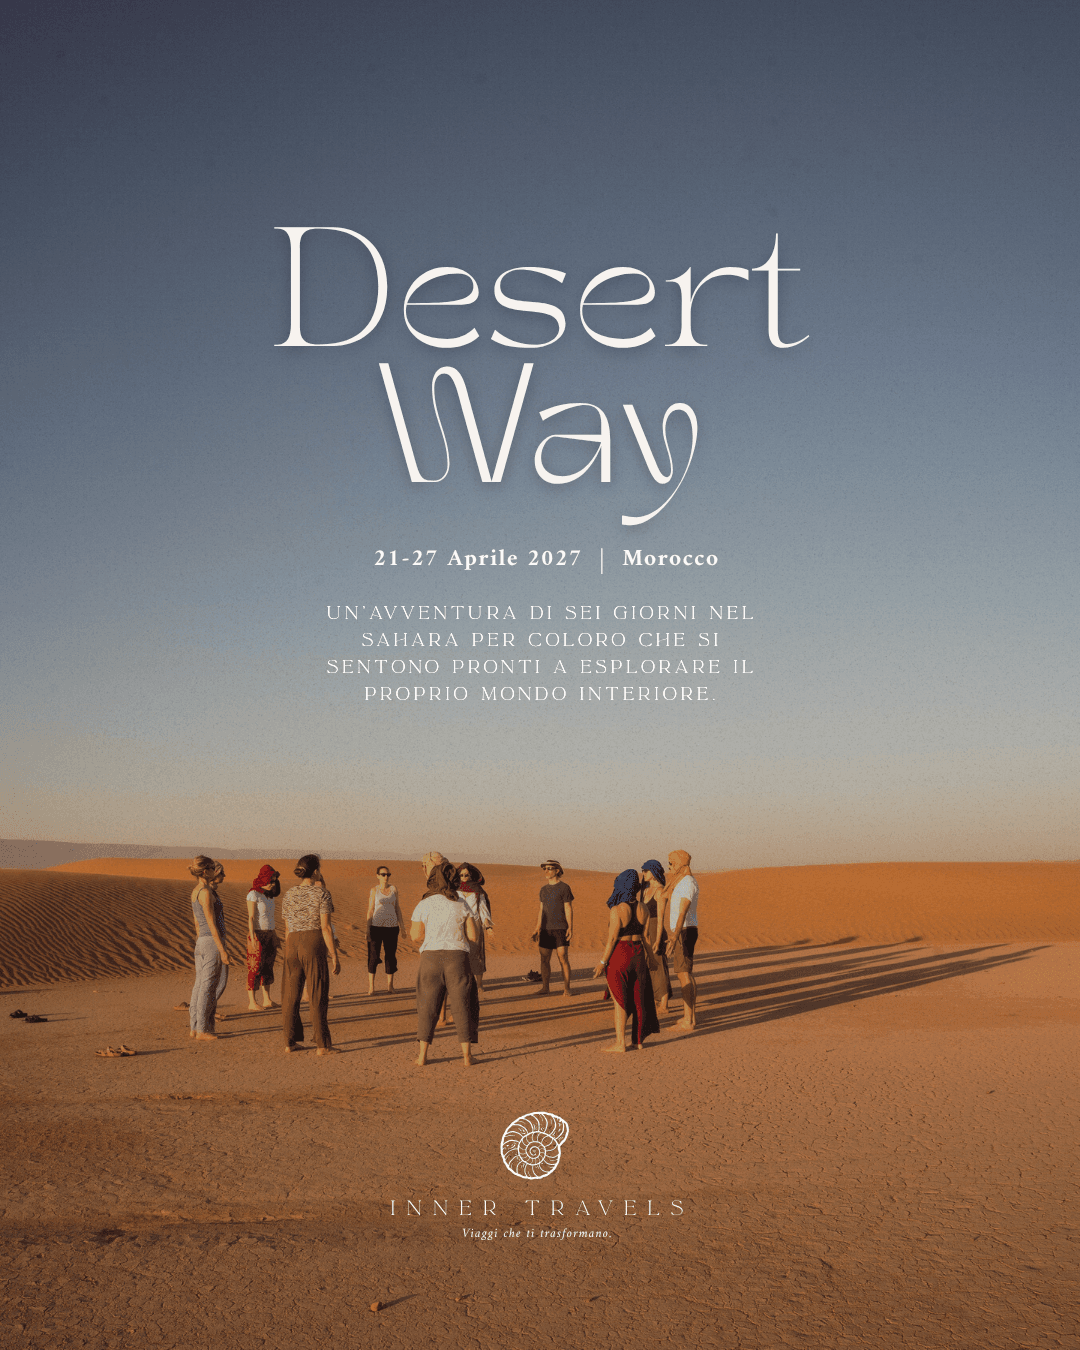 Desert
Way
21-27 Aprile 2027 | Morocco
UN'AVVENTURA DI SEI GIORNI NEL
SAHARA PER COLORO CHE SI
SENTONO PRONTI A ESPLORARE IL
PROPRIO MONDO INTERIORE.
INNER TRAVELS
Viaggi che ti trasformano.